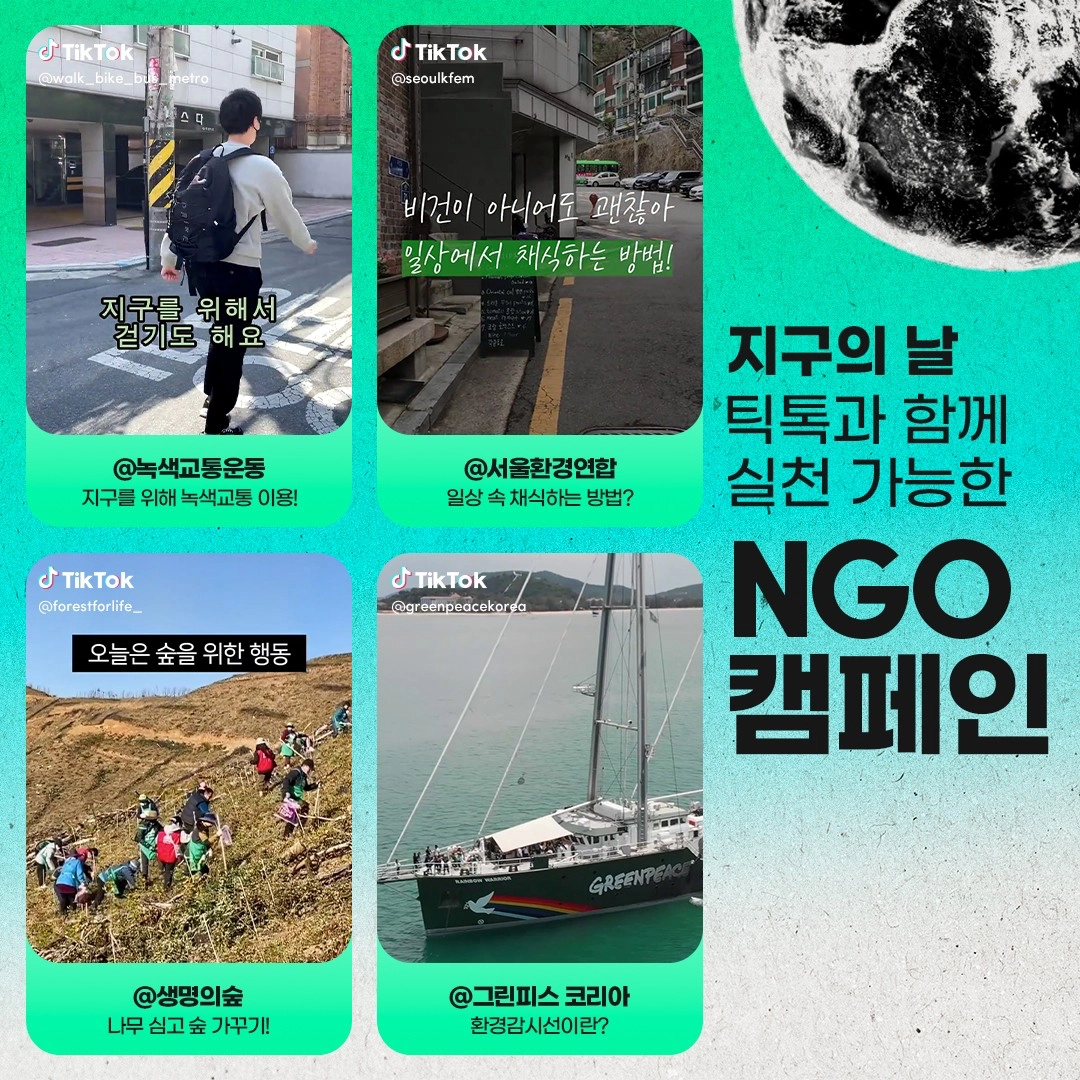 TikTok
@walk_bike_bus_metro
스다
지구를 위해서
걷기도 해요
@녹색교통운동
지구를 위해 녹색교통 이용!
TikTok
@seoulkfem
비건이 아니어도 괜찮아
일상에서 채식하는 방법!
@서울환경연합
일상 속 채식하는 방법?
지구의 날
틱톡과 함께
실천 가능한
NGO
캠페인
TikTok
@forestforlife_
오늘은 숲을 위한 행동
@생명의숲
나무 심고 숲 가꾸기!
TikTok
@greenpeacekorea
RAINBOW WARRIOR
GREENPEACE
@그린피스 코리아
환경감시선이란?